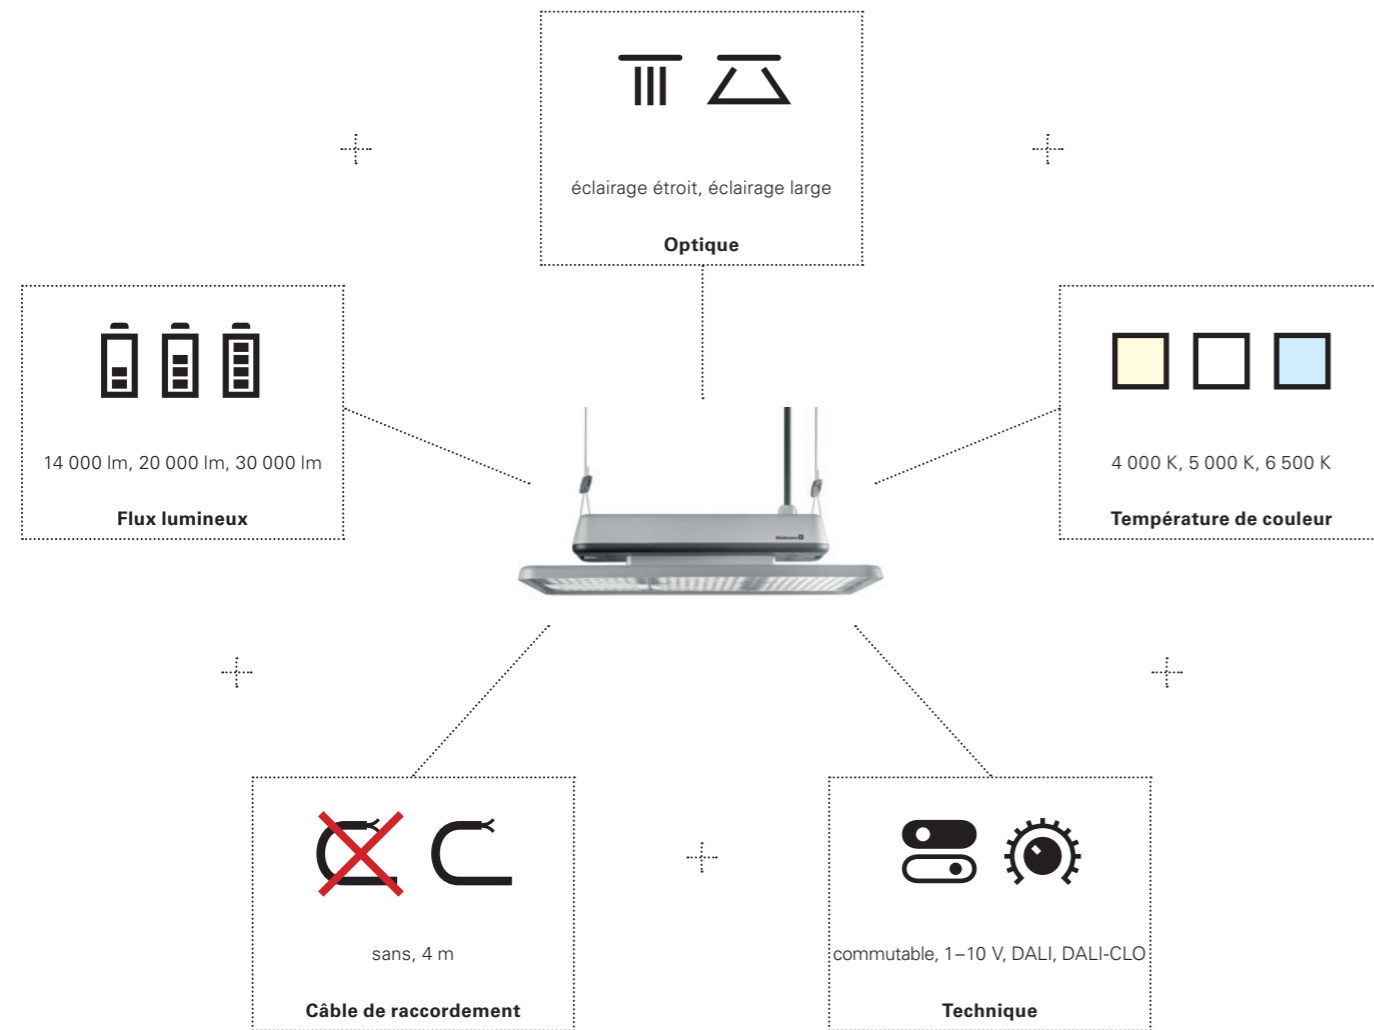 éclairage étroit, éclairage large
Optique
14 000 lm, 20 000 lm, 30 000 lm
Flux lumineux
4 000 K, 5 000 K, 6 500 K
Température de couleur
Waldmann
sans, 4 m
Câble de raccordement
commutable, 1–10 V, DALI, DALI-CLO
Technique